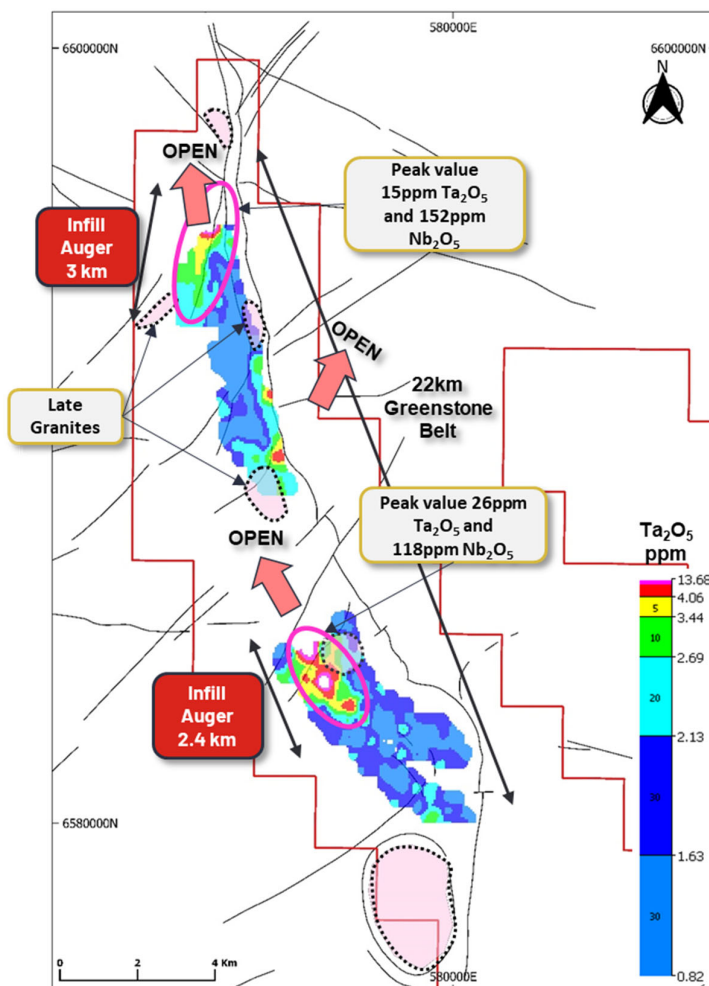 580000E
6600000N
6600000N
N
OPEN
Peak value
15ppm Ta₂O₅
and 152ppm
Nb₂O₅
Infill
Auger
3 km
OPEN
Late
Granites
22km
Greenstone
Belt
Peak value 26ppm
Ta₂O₅ and
118ppm Nb₂O₅
OPEN
Ta₂O₅
ppm
13.68
4.06
5
3.44
10
2.69
20
2.13
30
1.63
30
0.82
Infill
Auger
2.4 km
6580000N
0 2 4 Km
580000E